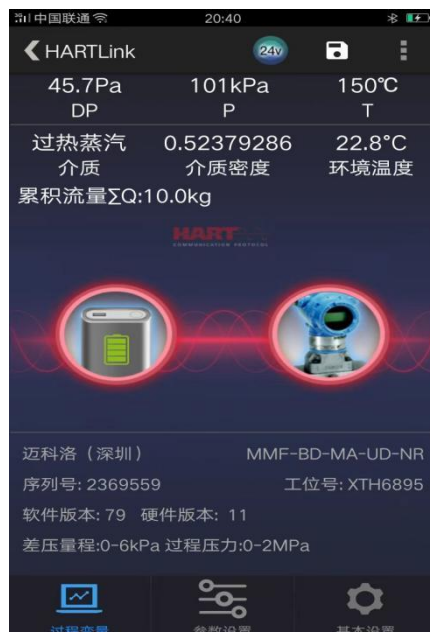 中国联通 20:40
HARTLink 24v
45.7Pa 101kPa 150℃
DP P T
过热蒸汽 0.52379286 22.8°C
介质 介质密度 环境温度
累积流量∑Q:10.0kg
HART
COMMUNICATION PROTOCOL
迈科洛（深圳） MMF-BD-MA-UD-NR
序列号: 2369559 工位号: XTH6895
软件版本: 79 硬件版本: 11
差压量程:0-6kPa 过程压力:0-2MPa
过程变量 参数设置 基本设置